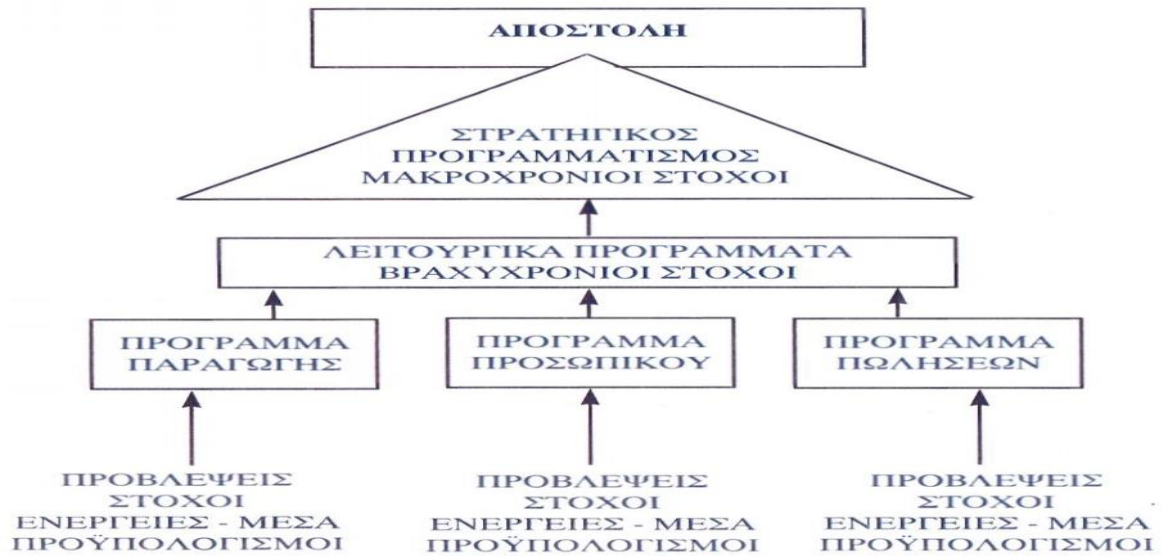 ΑΠΟΣΤΟΛΗ
ΣΤΡΑΤΗΓΙΚΟΣ
ΠΡΟΓΡΑΜΜΑΤΙΣΜΟΣ
ΜΑΚΡΟΧΡΟΝΙΟΙ ΣΤΟΧΟΙ
ΛΕΙΤΟΥΡΓΙΚΑ ΠΡΟΓΡΑΜΜΑΤΑ
ΒΡΑΧΥΧΡΟΝΙΟΙ ΣΤΟΧΟΙ
ΠΡΟΓΡΑΜΜΑ
ΠΑΡΑΓΩΓΗΣ
ΠΡΟΓΡΑΜΜΑ
ΠΡΟΣΩΠΙΚΟΥ
ΠΡΟΓΡΑΜΜΑ
ΠΩΛΗΣΕΩΝ
ΠΡΟΒΛΕΨΕΙΣ
ΣΤΟΧΟΙ
ΕΝΕΡΓΕΙΕΣ - ΜΕΣΑ
ΠΡΟΫΠΟΛΟΓΙΣΜΟΙ
ΠΡΟΒΛΕΨΕΙΣ
ΣΤΟΧΟΙ
ΕΝΕΡΓΕΙΕΣ - ΜΕΣΑ
ΠΡΟΫΠΟΛΟΓΙΣΜΟΙ
ΠΡΟΒΛΕΨΕΙΣ
ΣΤΟΧΟΙ
ΕΝΕΡΓΕΙΕΣ - ΜΕΣΑ
ΠΡΟΫΠΟΛΟΓΙΣΜΟΙ